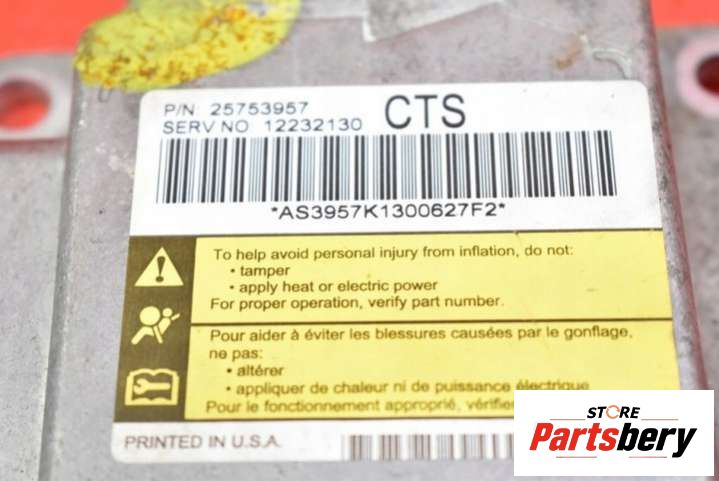 P/N: 25753957 CTS
SERV NO 12232130
*AS3957K1300627F2*
To help avoid personal injury from inflation, do not:
• tamper
• apply heat or electric power
For proper operation, verify part number.
Pour aider à éviter les blessures causées par le gonflage,
ne pas:
• altérer
• appliquer de chaleur ni de puissance électrique
Pour le fonctionnement approprié, vérifie
PRINTED IN U.S.A.
STORE
Partsbery